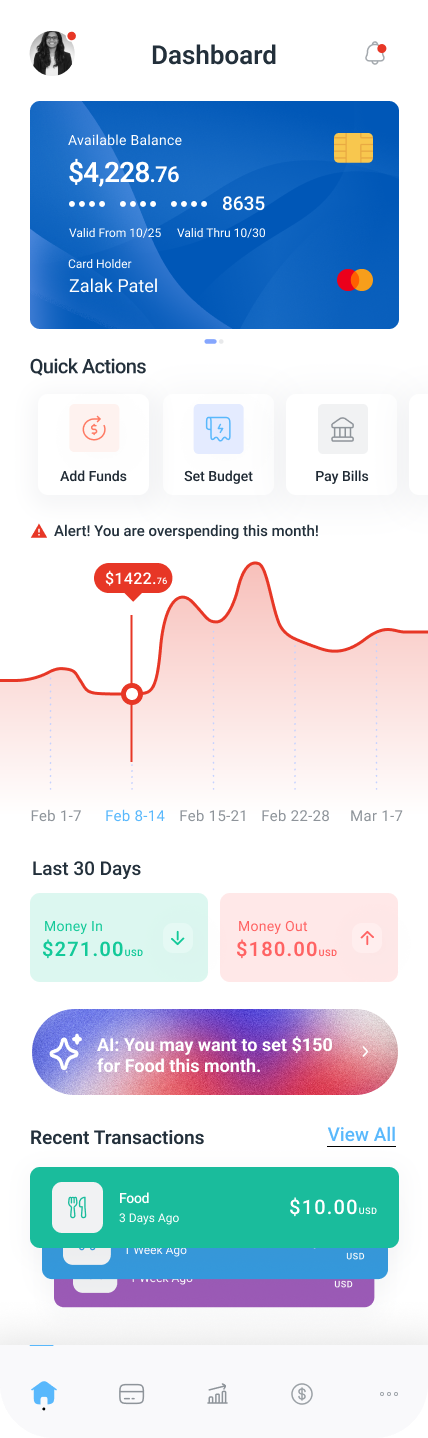 Dashboard
Available Balance
$4,228.76
•••• •••• •••• 8635
Valid From 10/25 Valid Thru 10/30
Card Holder
Zalak Patel
Quick Actions
Add Funds
Set Budget
Pay Bills
Alert! You are overspending this month!
$1422.76
Feb 1-7 Feb 8-14 Feb 15-21 Feb 22-28 Mar 1-7
Last 30 Days
Money In
$271.00USD
Money Out
$180.00USD
AI: You may want to set $150
for Food this month.
Recent Transactions
View All
Food
3 Days Ago
$10.00USD
1 Week Ago
USD
1 Week Ago
USD